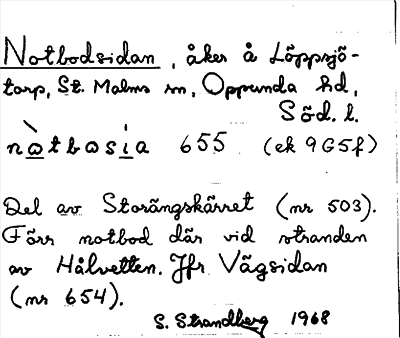 Notbodsidan, åker å Löppsjö-
torp, St. Malms sn, Oppunda hd,
Söd. l.
nòtbosia 655 (ek 9G5f)
Del av Storängskärret (nr 503).
Förr notbod där vid stranden
av Hålvetten. Jfr Vägsidan
(nr 654).
S. Strandberg 1968